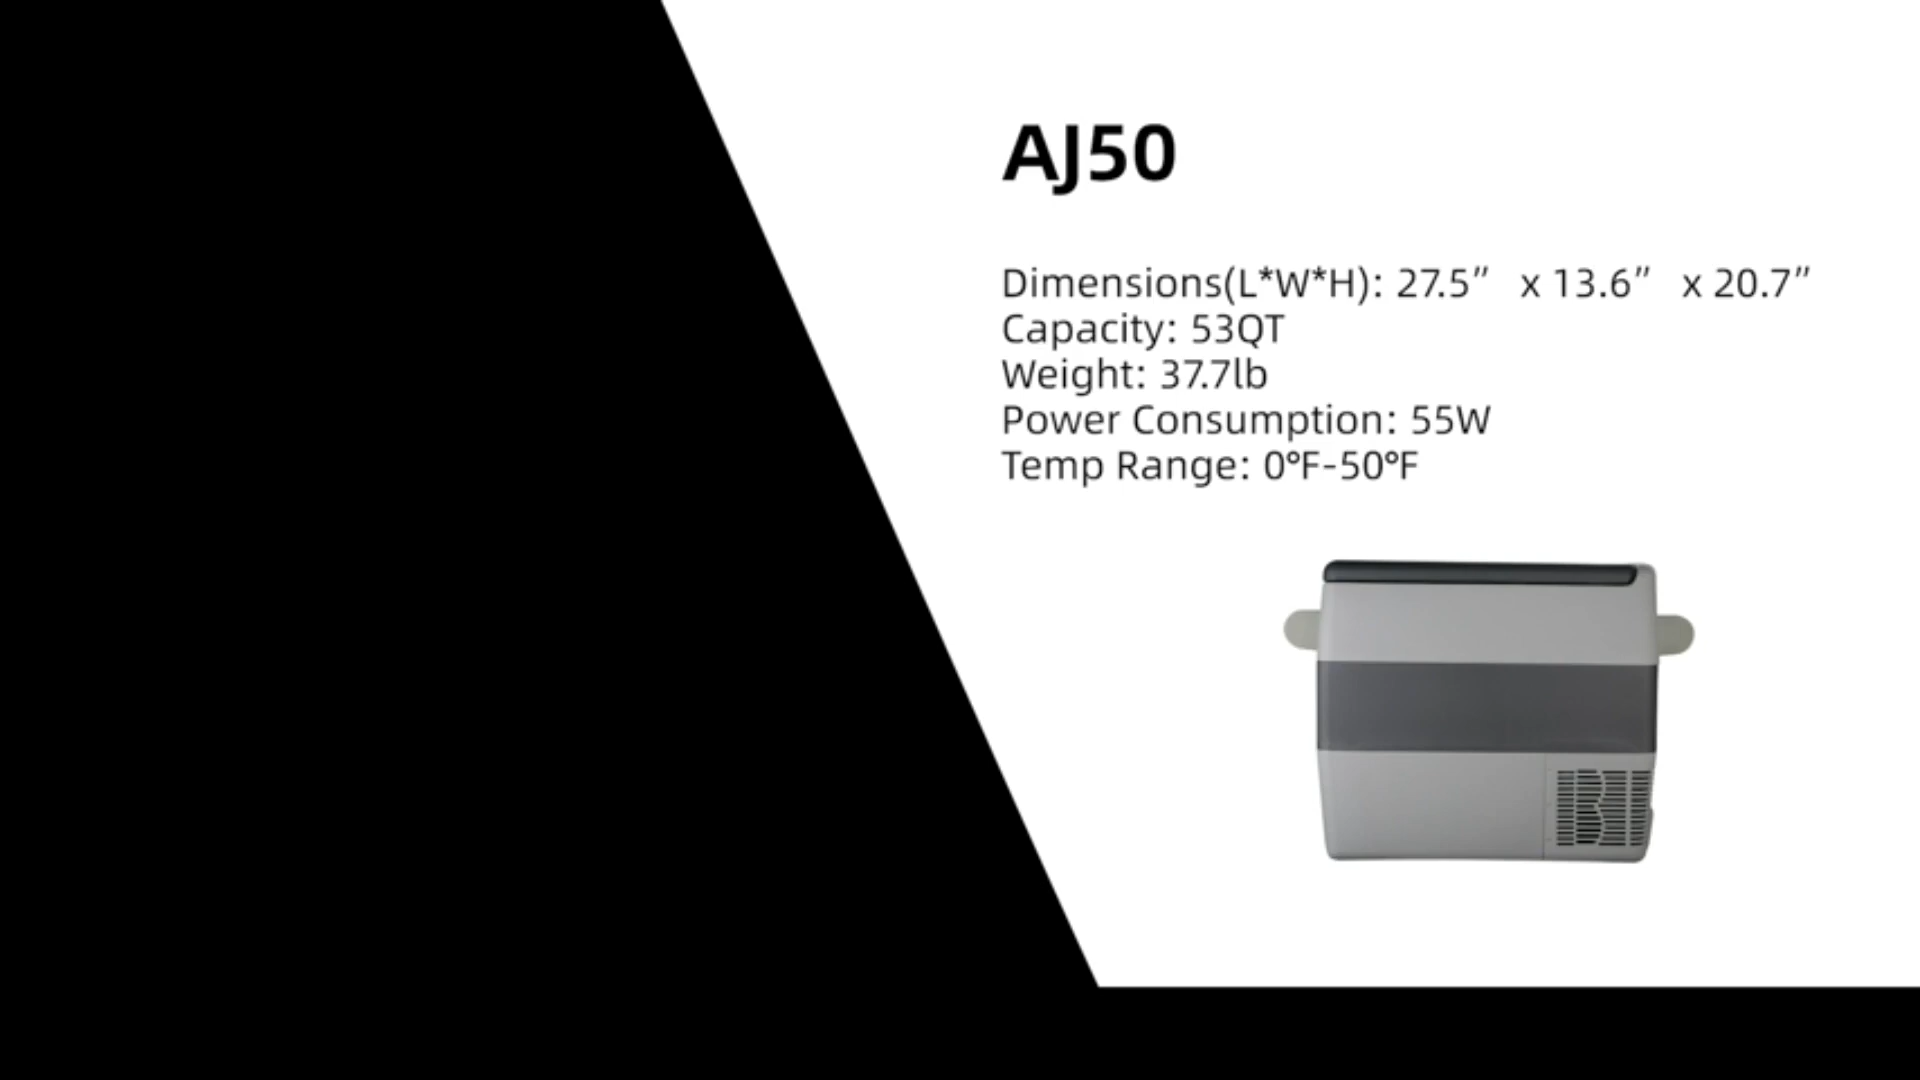 AJ50
Dimensions(L*W*H): 27.5″ x 13.6″ x 20.7″
Capacity: 53QT
Weight: 37.7lb
Power Consumption: 55W
Temp Range: 0°F-50°F